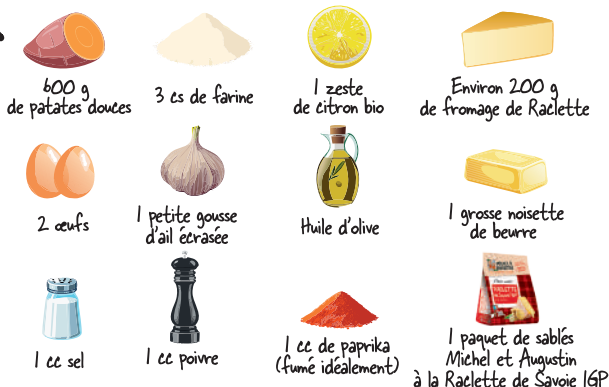 600 g
de patates douces
3 cs de farine
1 zeste
de citron bio
Environ 200 g
de fromage de Raclette
2 œufs
1 petite gousse
d'ail écrasée
Huile d'olive
1 grosse noisette
de beurre
1 cc sel
1 cc poivre
1 cc de paprika
(fumé idéalement)
RACLETTE
1 paquet de sablés
Michel et Augustin
à la Raclette de Savoie IGP